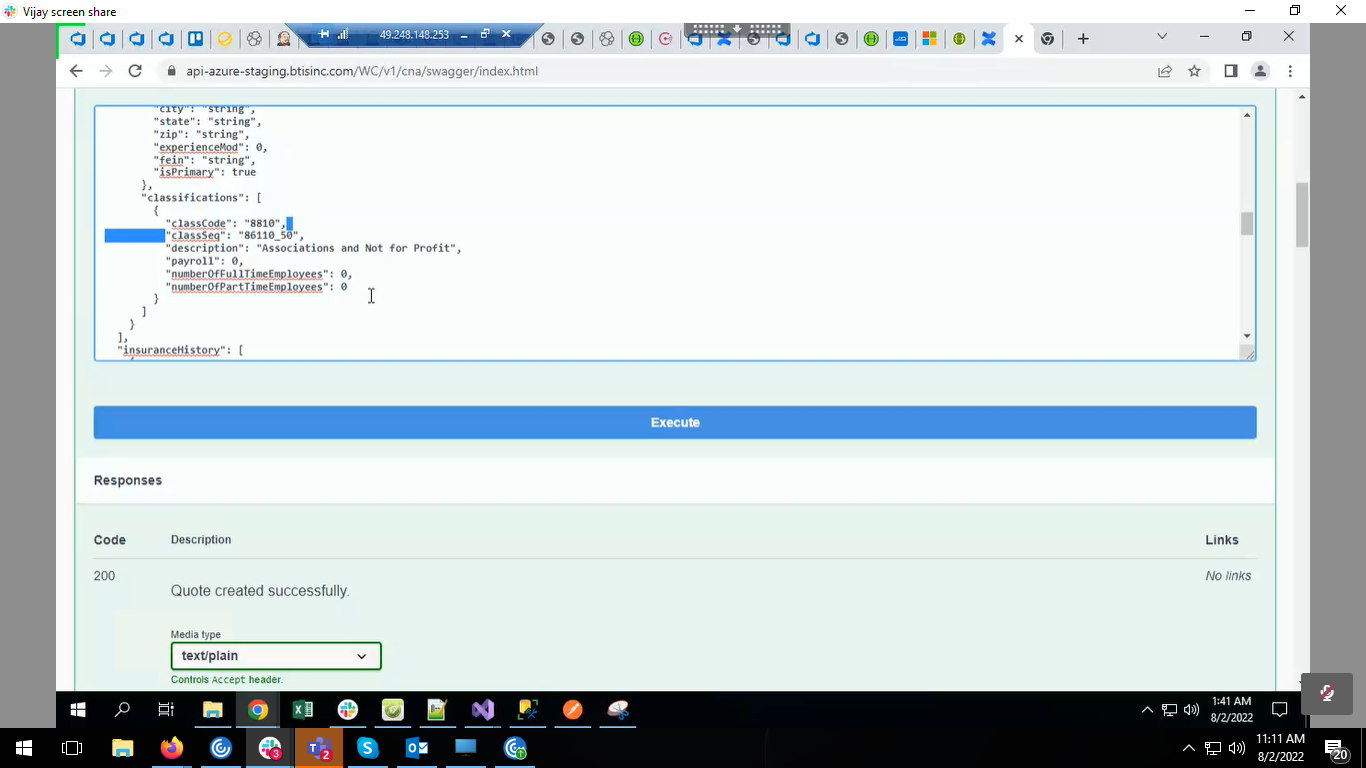 Vijay screen share
49.248.148.253
api-azure-staging.btisinc.com/WC/v1/cna/swagger/index.html
"city": "string",
"state": "string",
"zip": "string",
"experienceMod": 0,
"fein": "string",
"isPrimary": true
},
"classifications": [
{
"classCode": "8810",
"classSeq": "86110_50",
"description": "Associations and Not for Profit",
"payroll": 0,
"numberOfFullTimeEmployees": 0,
"numberOfPartTimeEmployees": 0
}
]
}
],
"insuranceHistory": [
Execute
Responses
Code Description Links
200 Quote created successfully. No links
Media type
text/plain
Controls Accept header.
1:41 AM
8/2/2022
11:11 AM
8/2/2022
3
2
20